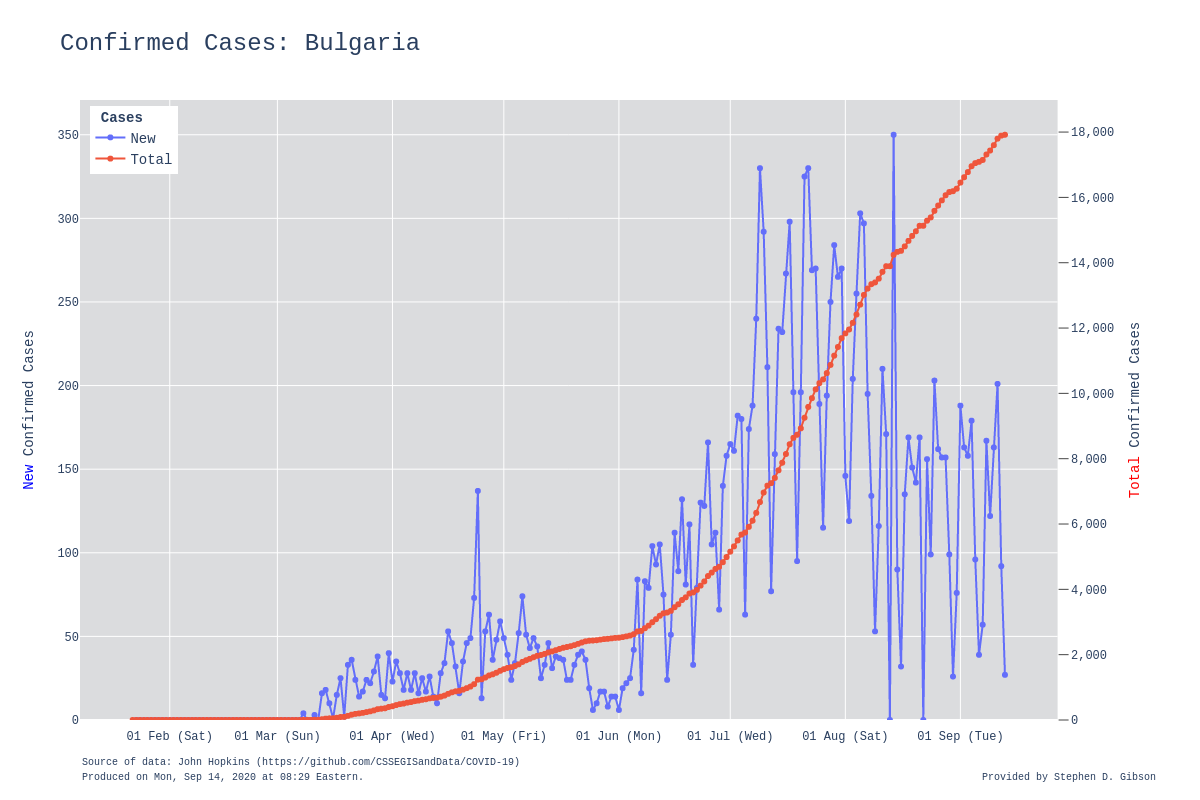 Confirmed Cases: Bulgaria
Cases
New
Total
350
300
250
200
150
100
50
0
18,000
16,000
14,000
12,000
10,000
8,000
6,000
4,000
2,000
0
New Confirmed Cases
Total Confirmed Cases
01 Feb (Sat) 01 Mar (Sun) 01 Apr (Wed) 01 May (Fri) 01 Jun (Mon) 01 Jul (Wed) 01 Aug (Sat) 01 Sep (Tue)
Source of data: John Hopkins (https://github.com/CSSEGISandData/COVID-19)
Produced on Mon, Sep 14, 2020 at 08:29 Eastern.
Provided by Stephen D. Gibson